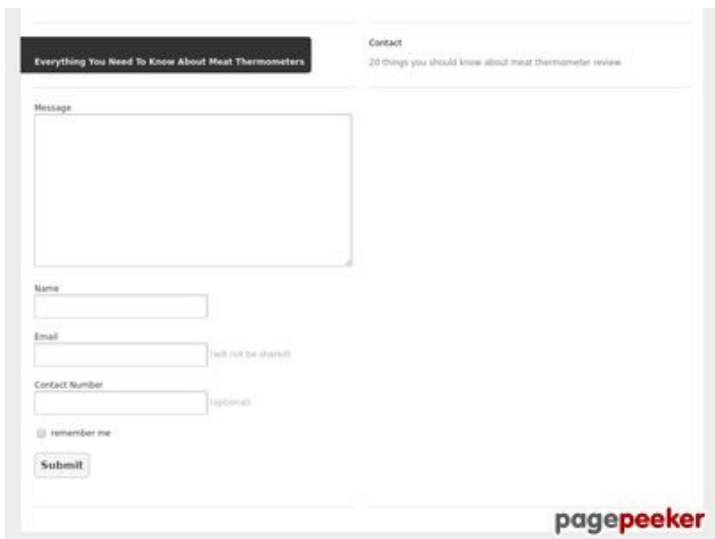 Everything You Need To Know About Meat Thermometers
Contact
20 things you should know about meat thermometer review
Message
Name
Email
(will not be shared)
Contact Number
(optional)
remember me
Submit
pagepeeker